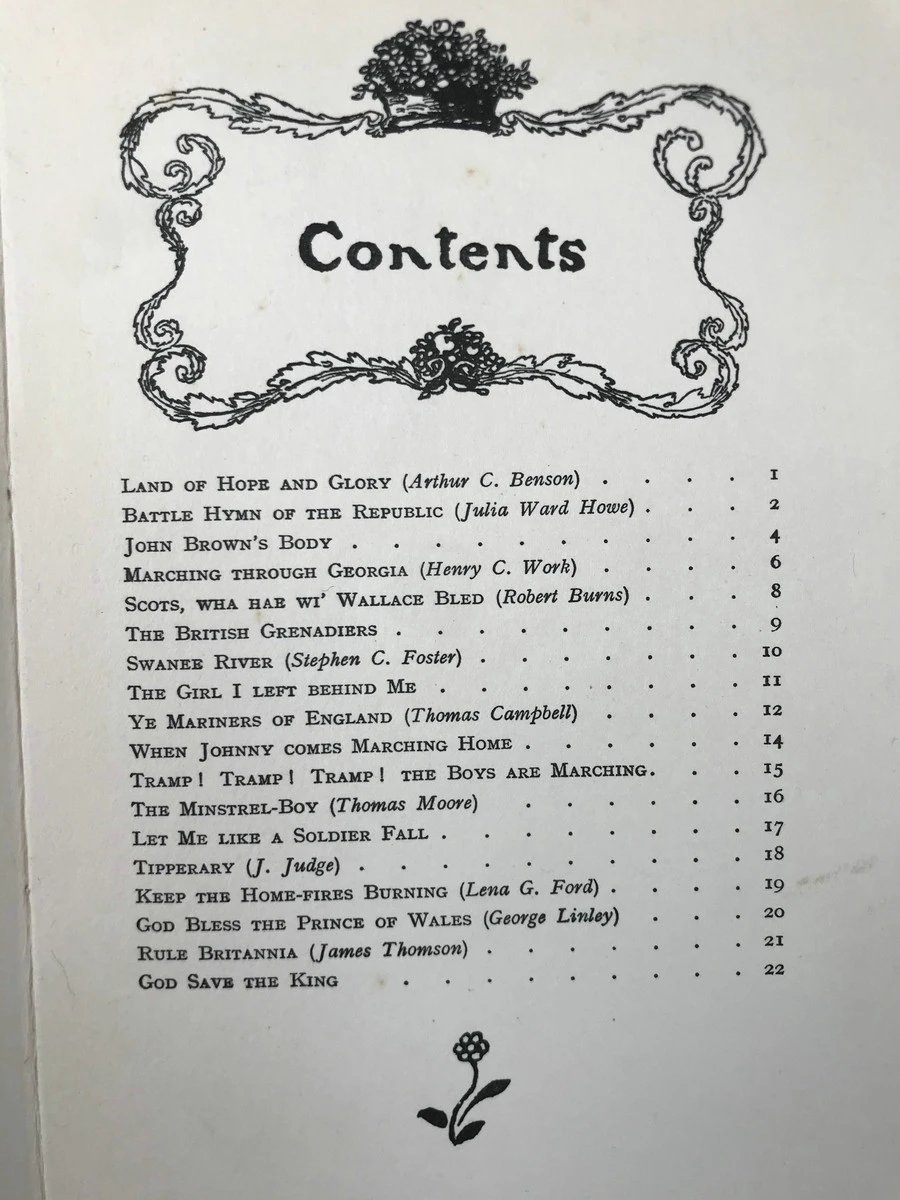 Contents
LAND OF HOPE AND GLORY (Arthur C. Benson) . . . . 1
BATTLE HYMN OF THE REPUBLIC (Julia Ward Howe) . . . 2
JOHN BROWN'S BODY . . . . . . . . . . 4
MARCHING THROUGH GEORGIA (Henry C. Work) . . . . 6
SCOTS, WHA HAE WI' WALLACE BLED (Robert Burns) . . . 8
THE BRITISH GRENADIERS . . . . . . . . . 9
SWANEE RIVER (Stephen C. Foster) . . . . . . . 10
THE GIRL I LEFT BEHIND ME . . . . . . . . 11
YE MARINERS OF ENGLAND (Thomas Campbell) . . . . 12
WHEN JOHNNY COMES MARCHING HOME . . . . . . 14
TRAMP! TRAMP! TRAMP! THE BOYS ARE MARCHING. . . 15
THE MINSTREL-BOY (Thomas Moore) . . . . . . 16
LET ME LIKE A SOLDIER FALL . . . . . . . . 17
TIPPERARY (J. Judge) . . . . . . . . . . 18
KEEP THE HOME-FIRES BURNING (Lena G. Ford) . . . . 19
GOD BLESS THE PRINCE OF WALES (George Linley) . . . 20
RULE BRITANNIA (James Thomson) . . . . . . . 21
GOD SAVE THE KING . . . . . . . . . 22